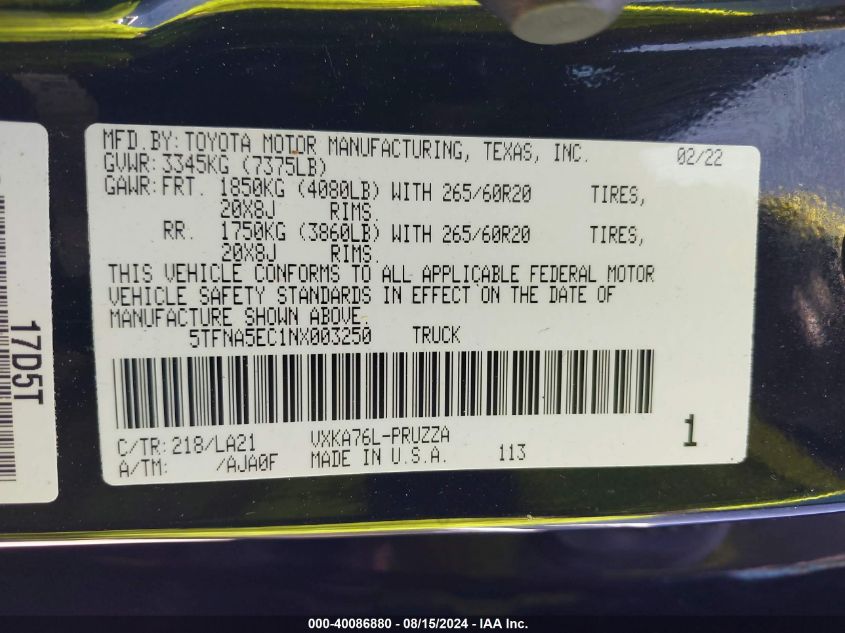 MFD.BY: TOYOTA MOTOR MANUFACTURING, TEXAS, INC. 02/22
GVWR: 3345KG (7375LB)
GAWR: FRT. 1850KG (4080LB) WITH 265/60R20 TIRES,
20X8J RIMS.
RR. 1750KG (3860LB) WITH 265/60R20 TIRES,
20X8J RIMS.
THIS VEHICLE CONFORMS TO ALL APPLICABLE FEDERAL MOTOR
VEHICLE SAFETY STANDARDS IN EFFECT ON THE DATE OF
MANUFACTURE SHOWN ABOVE.
5TFNA5EC1NX003250 TRUCK
17D5T
C/TR: 218/LA21 VXKA76L-PRUZZA 1
A/TM: /AJA0F MADE IN U.S.A. 113
000-40086880 - 08/15/2024 - IAA Inc.